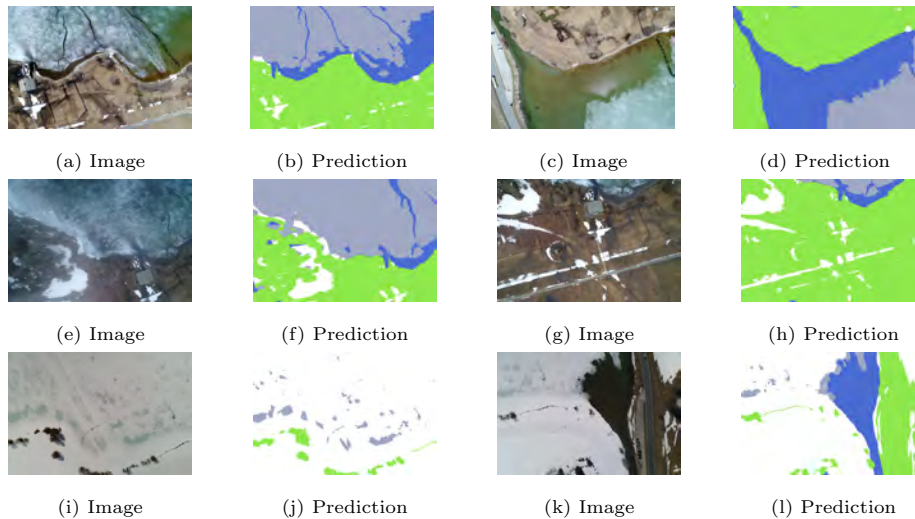 (a) Image (b) Prediction (c) Image (d) Prediction
(e) Image (f) Prediction (g) Image (h) Prediction
(i) Image (j) Prediction (k) Image (l) Prediction